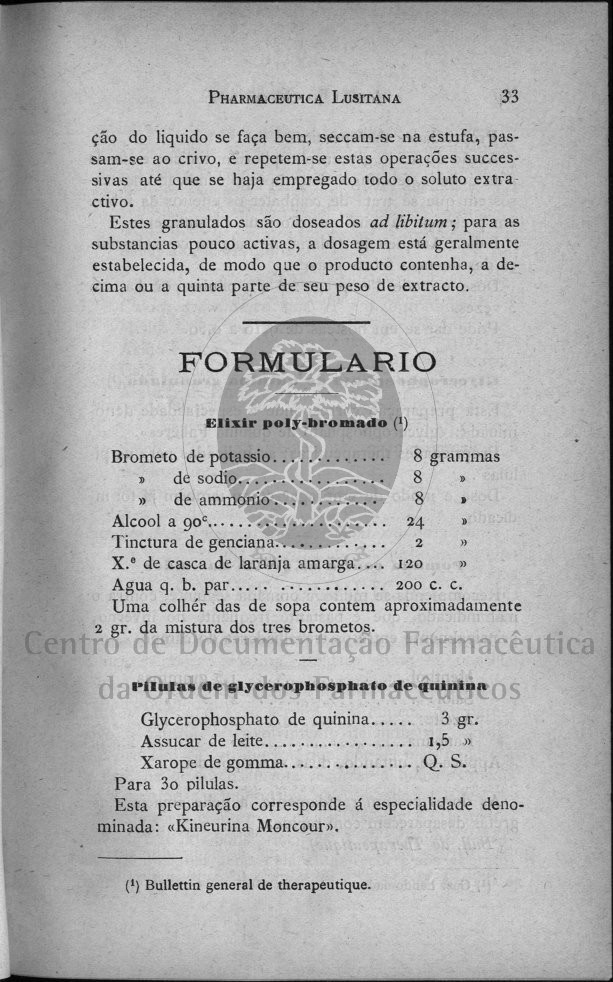 PHARMACEUTICA LUSITANA 33
ção do liquido se faça bem, seccam-se na estufa, pas-
sam-se ao crivo, e repetem-se estas operações succes-
sivas até que se haja empregado todo o soluto extra
ctivo.
Estes granulados são doseados ad libitum; para as
substancias pouco activas, a dosagem está geralmente
estabelecida, de modo que o producto contenha, a de-
cima ou a quinta parte de seu peso de extracto.
FORMULARIO
Elixir poly-bromado (¹)
Brometo de potassio............. 8 grammas
» de sodio................ 8 »
» de ammonio............ 8 »
Alcool a 90º..................... 24 »
Tinctura de genciana............. 2 »
X.º de casca de laranja amarga.... 120 »
Agua q. b. par..... ............ 200 c. c.
Uma colhér das de sopa contem aproximadamente
2 gr. da mistura dos tres brometos.
Centro de Documentação Farmacêutica
da Ordem dos Farmacêuticos
Pilulas de glycerophosphato de quinina
Glycerophosphato de quinina..... 3 gr.
Assucar de leite.................. 1,5 »
Xarope de gomma............... Q. S.
Para 30 pilulas.
Esta preparação corresponde á especialidade deno-
minada: «Kineurina Moncour».
(¹) Bullettin general de therapeutique.